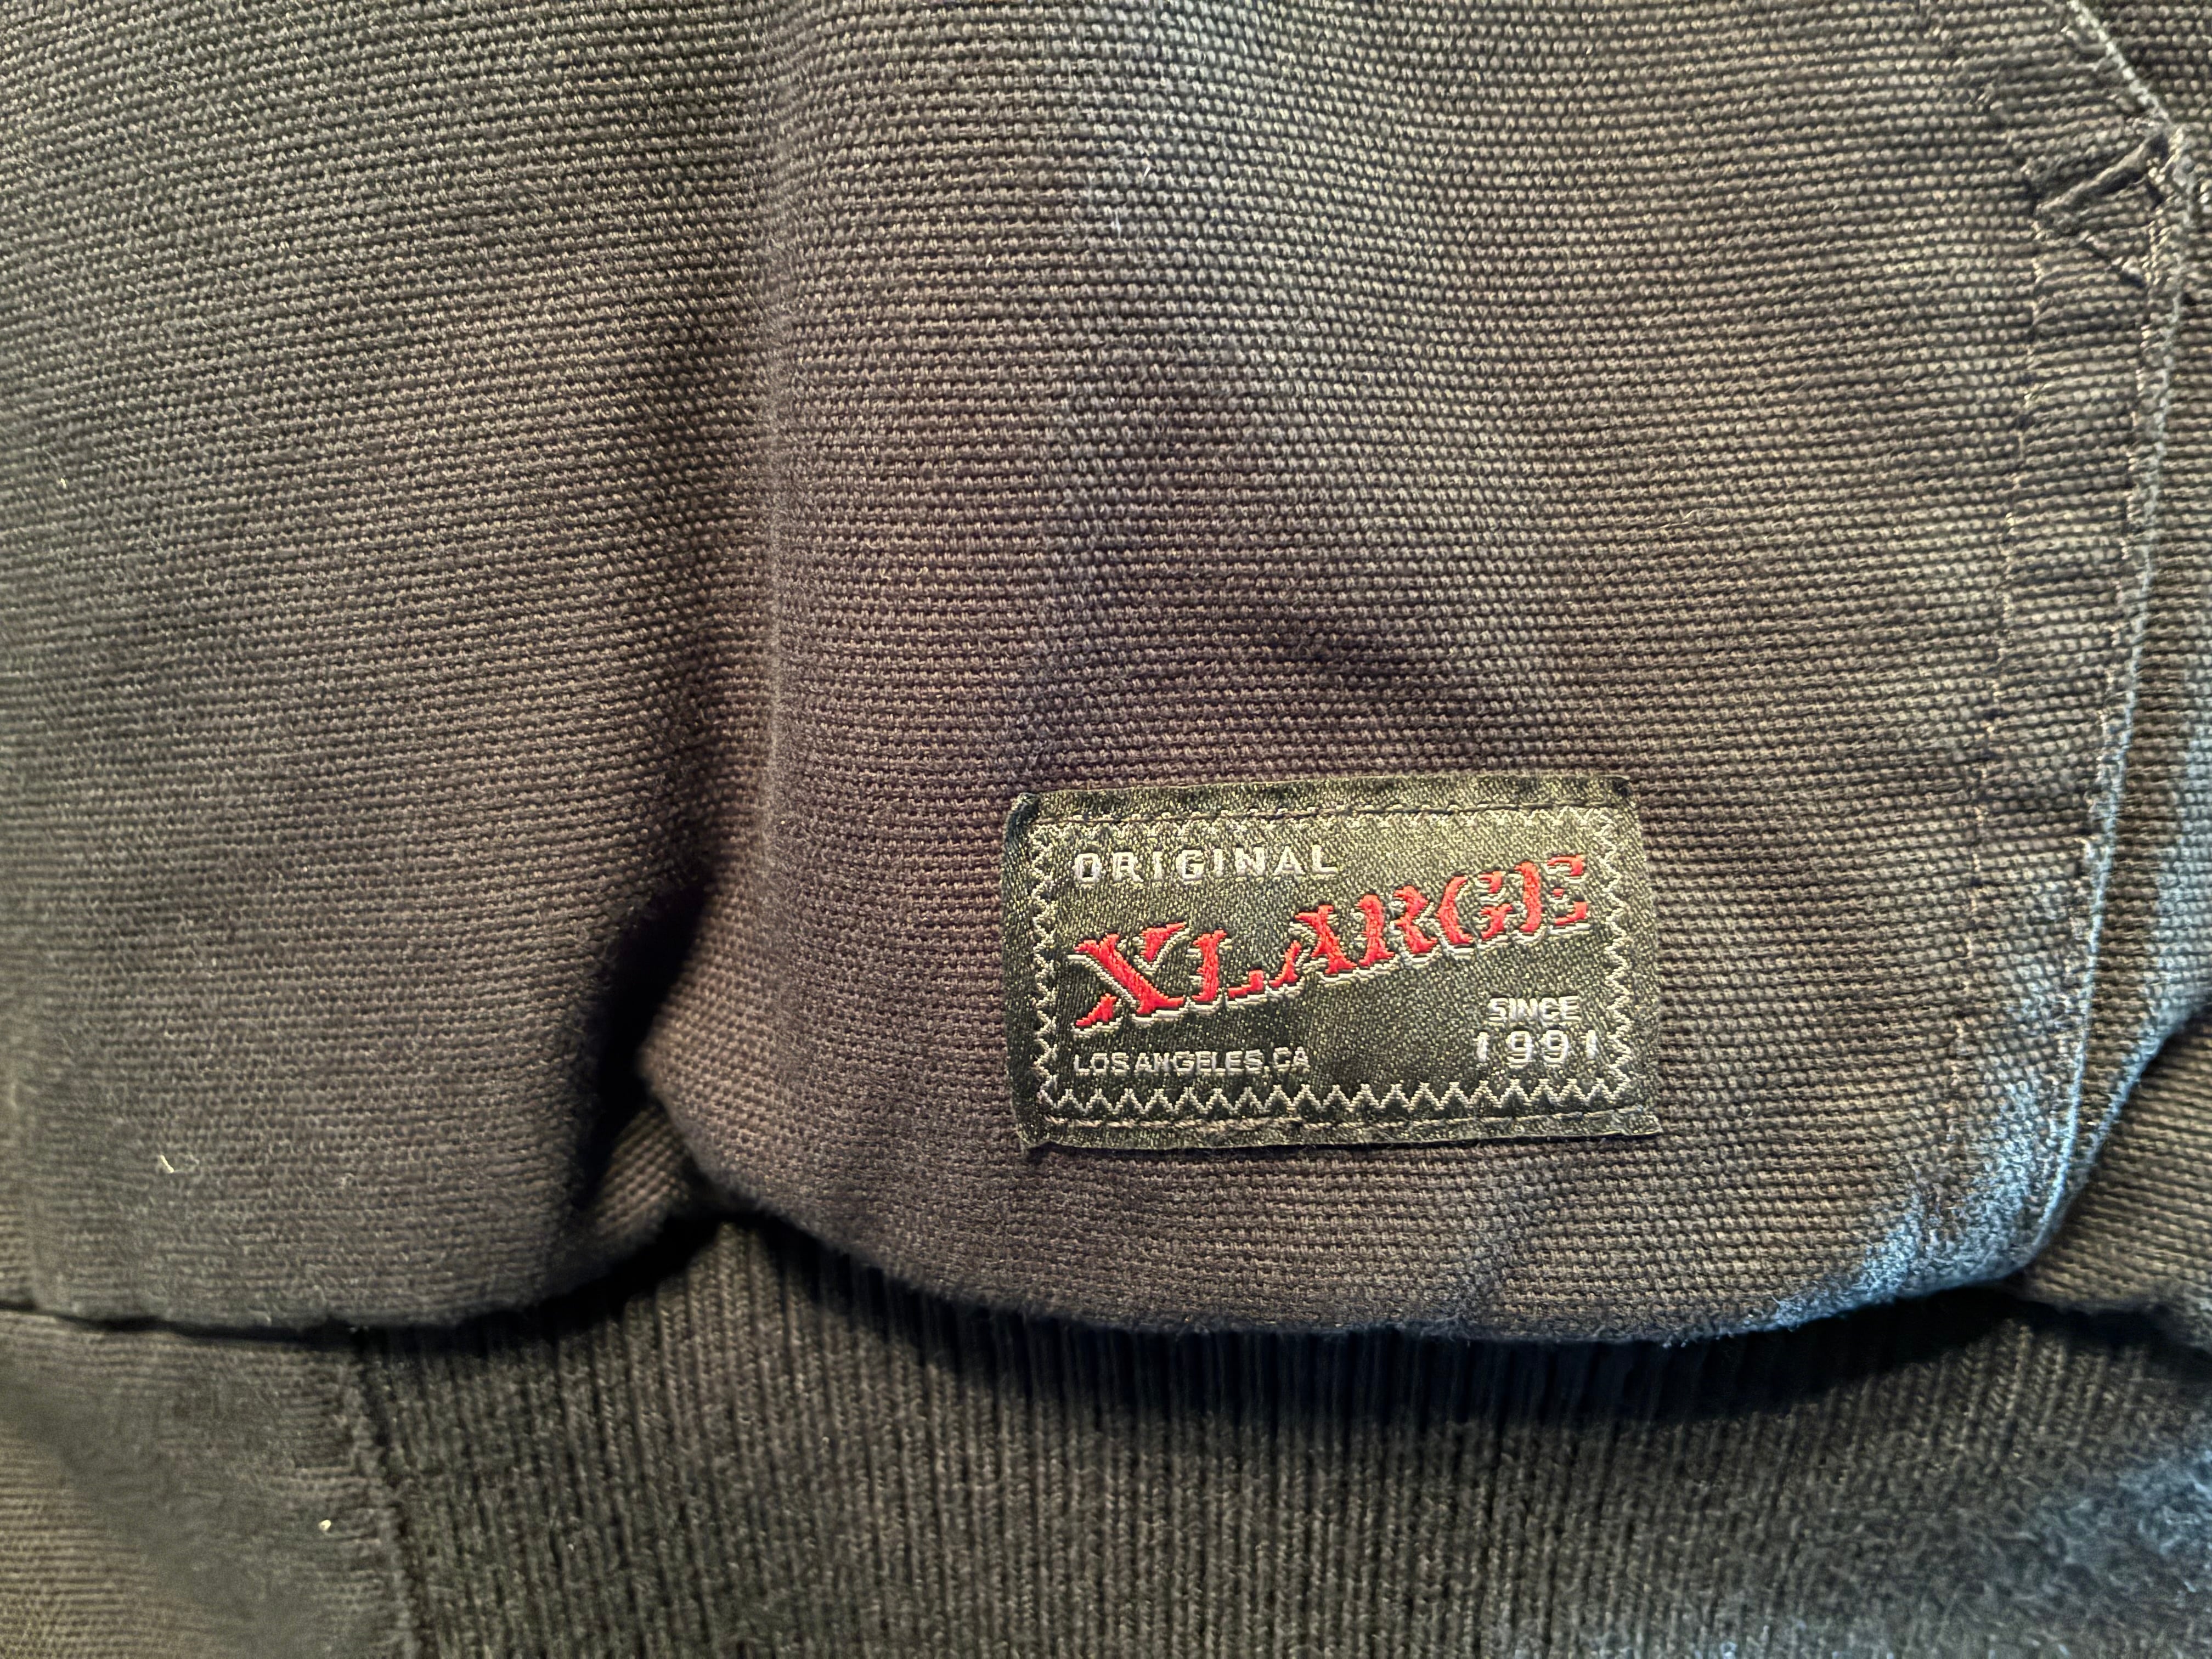 ORIGINAL
XLARGE
SINCE
1991
LOS ANGELES.CA